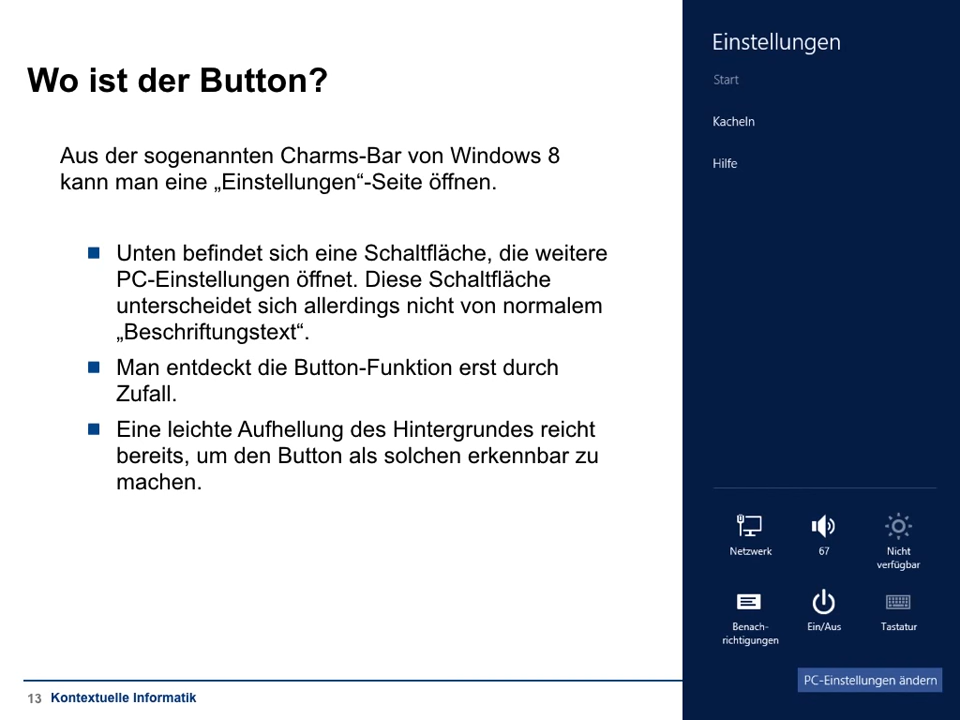 Wo ist der Button?
Aus der sogenannten Charms-Bar von Windows 8
kann man eine „Einstellungen“-Seite öffnen.
Unten befindet sich eine Schaltfläche, die weitere
PC-Einstellungen öffnet. Diese Schaltfläche
unterscheidet sich allerdings nicht von normalem
„Beschriftungstext“.
Man entdeckt die Button-Funktion erst durch
Zufall.
Eine leichte Aufhellung des Hintergrundes reicht
bereits, um den Button als solchen erkennbar zu
machen.
13 Kontextuelle Informatik
Einstellungen
Start
Kacheln
Hilfe
Netzwerk
67
Nicht
verfügbar
Benach-
richtigungen
Ein/Aus
Tastatur
PC-Einstellungen ändern